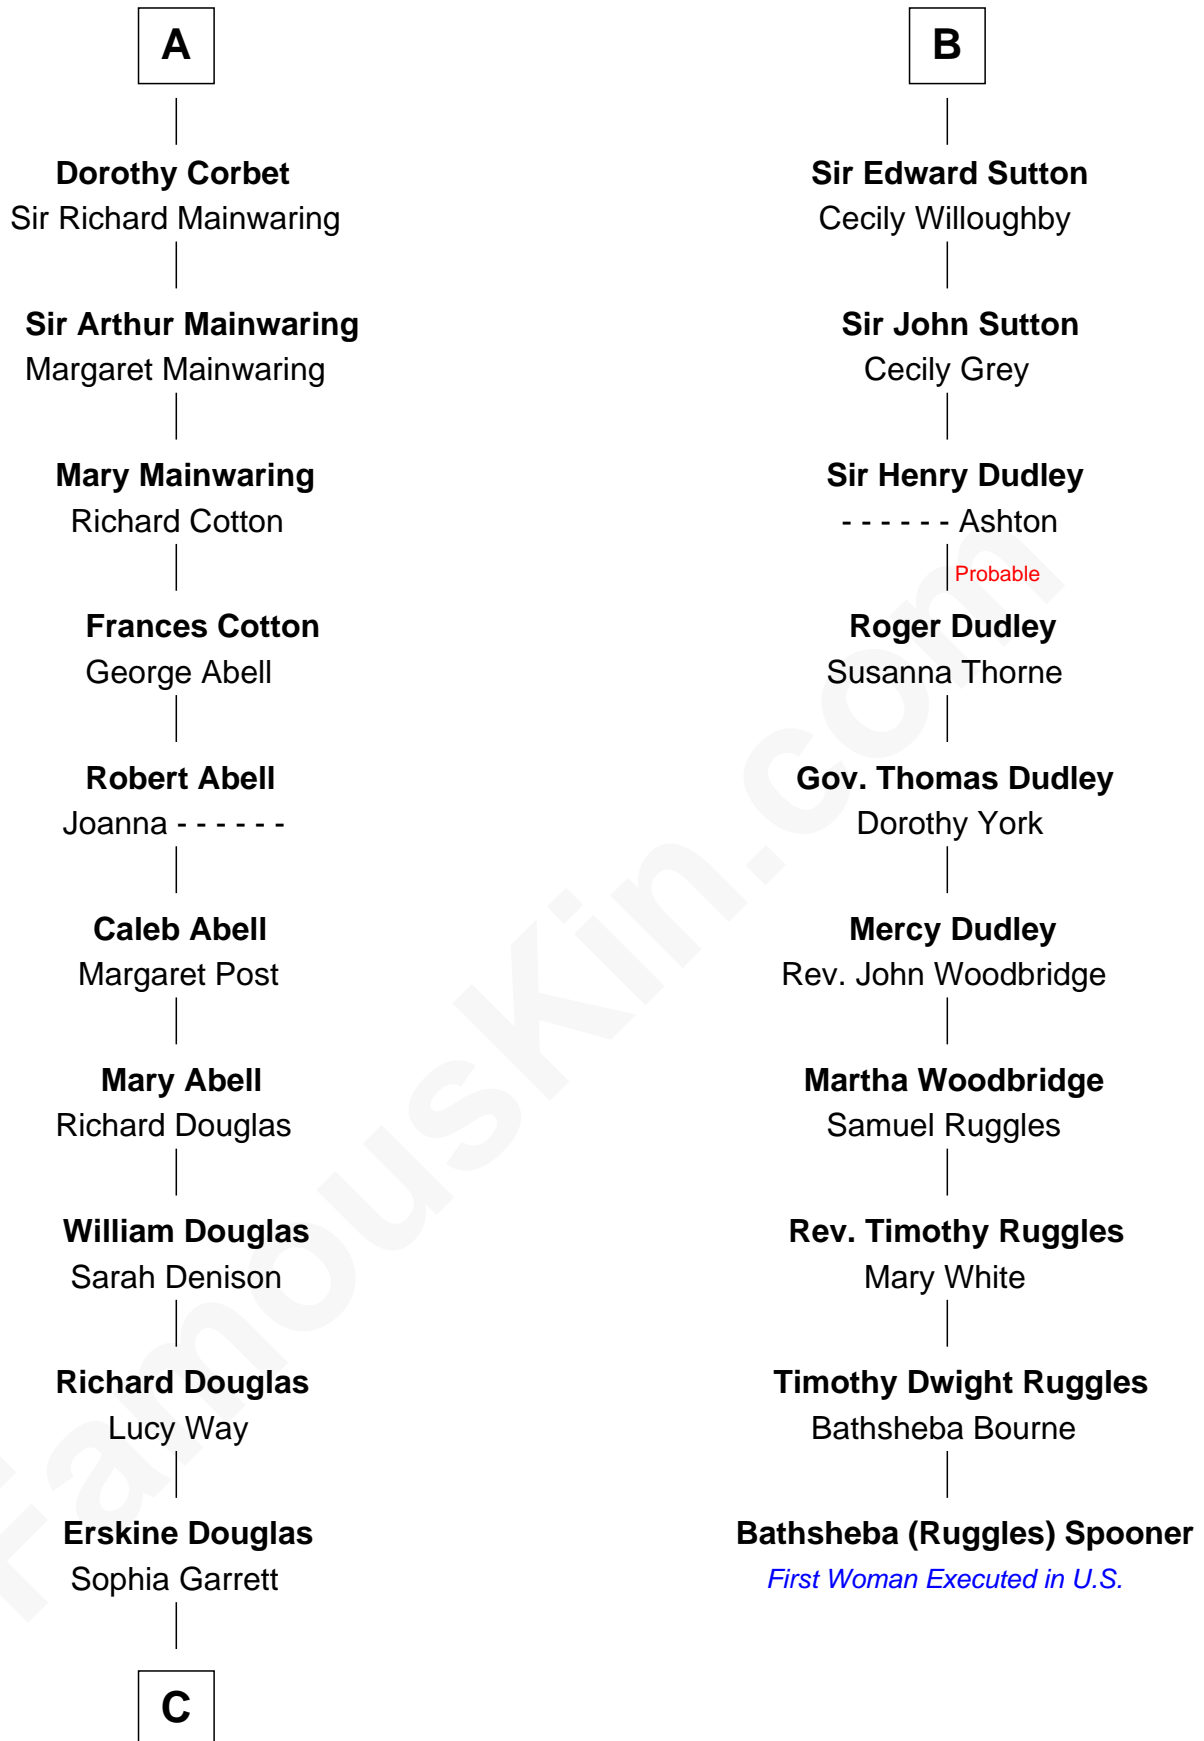 A
Dorothy Corbet
Sir Richard Mainwaring
Sir Arthur Mainwaring
Margaret Mainwaring
Mary Mainwaring
Richard Cotton
Frances Cotton
George Abell
Robert Abell
Joanna - - - - - -
Caleb Abell
Margaret Post
Mary Abell
Richard Douglas
William Douglas
Sarah Denison
Richard Douglas
Lucy Way
Erskine Douglas
Sophia Garrett
C
B
Sir Edward Sutton
Cecily Willoughby
Sir John Sutton
Cecily Grey
Sir Henry Dudley
- - - - - - Ashton
Probable
Roger Dudley
Susanna Thorne
Gov. Thomas Dudley
Dorothy York
Mercy Dudley
Rev. John Woodbridge
Martha Woodbridge
Samuel Ruggles
Rev. Timothy Ruggles
Mary White
Timothy Dwight Ruggles
Bathsheba Bourne
Bathsheba (Ruggles) Spooner
First Woman Executed in U.S.
FamousKin.com